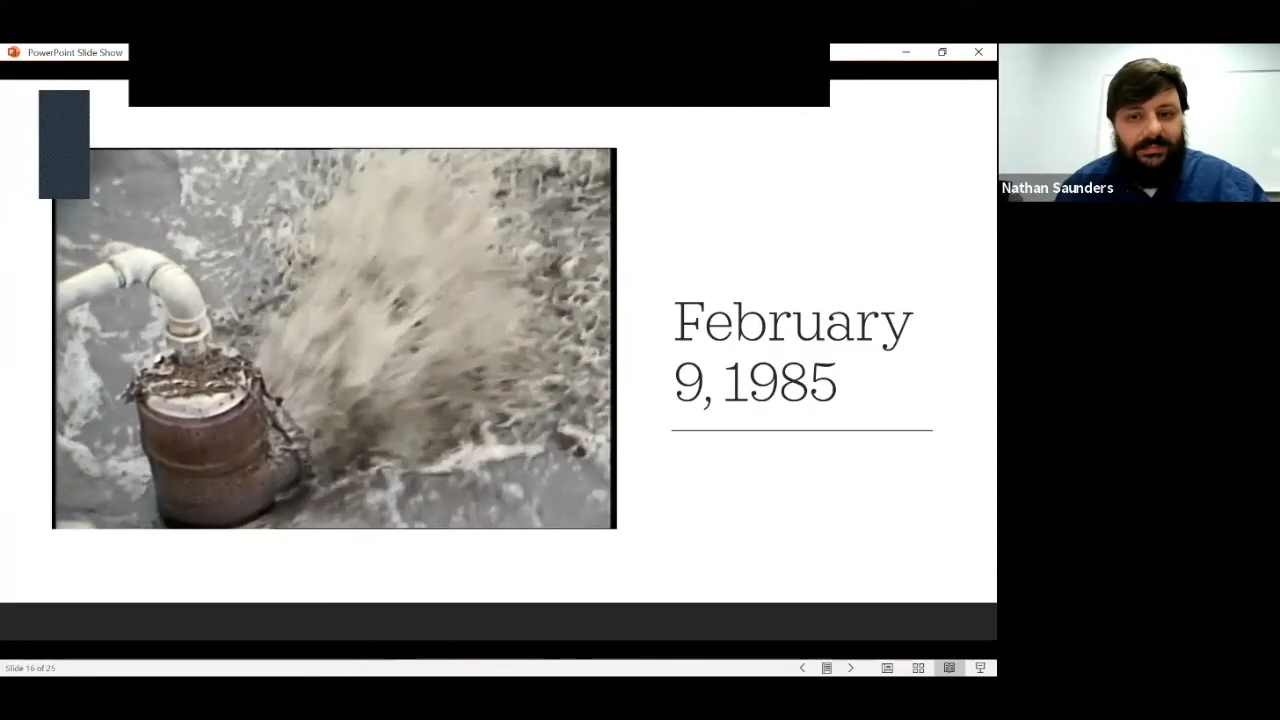 PowerPoint Slide Show
February
9, 1985
Nathan Saunders
Slide 16 of 25